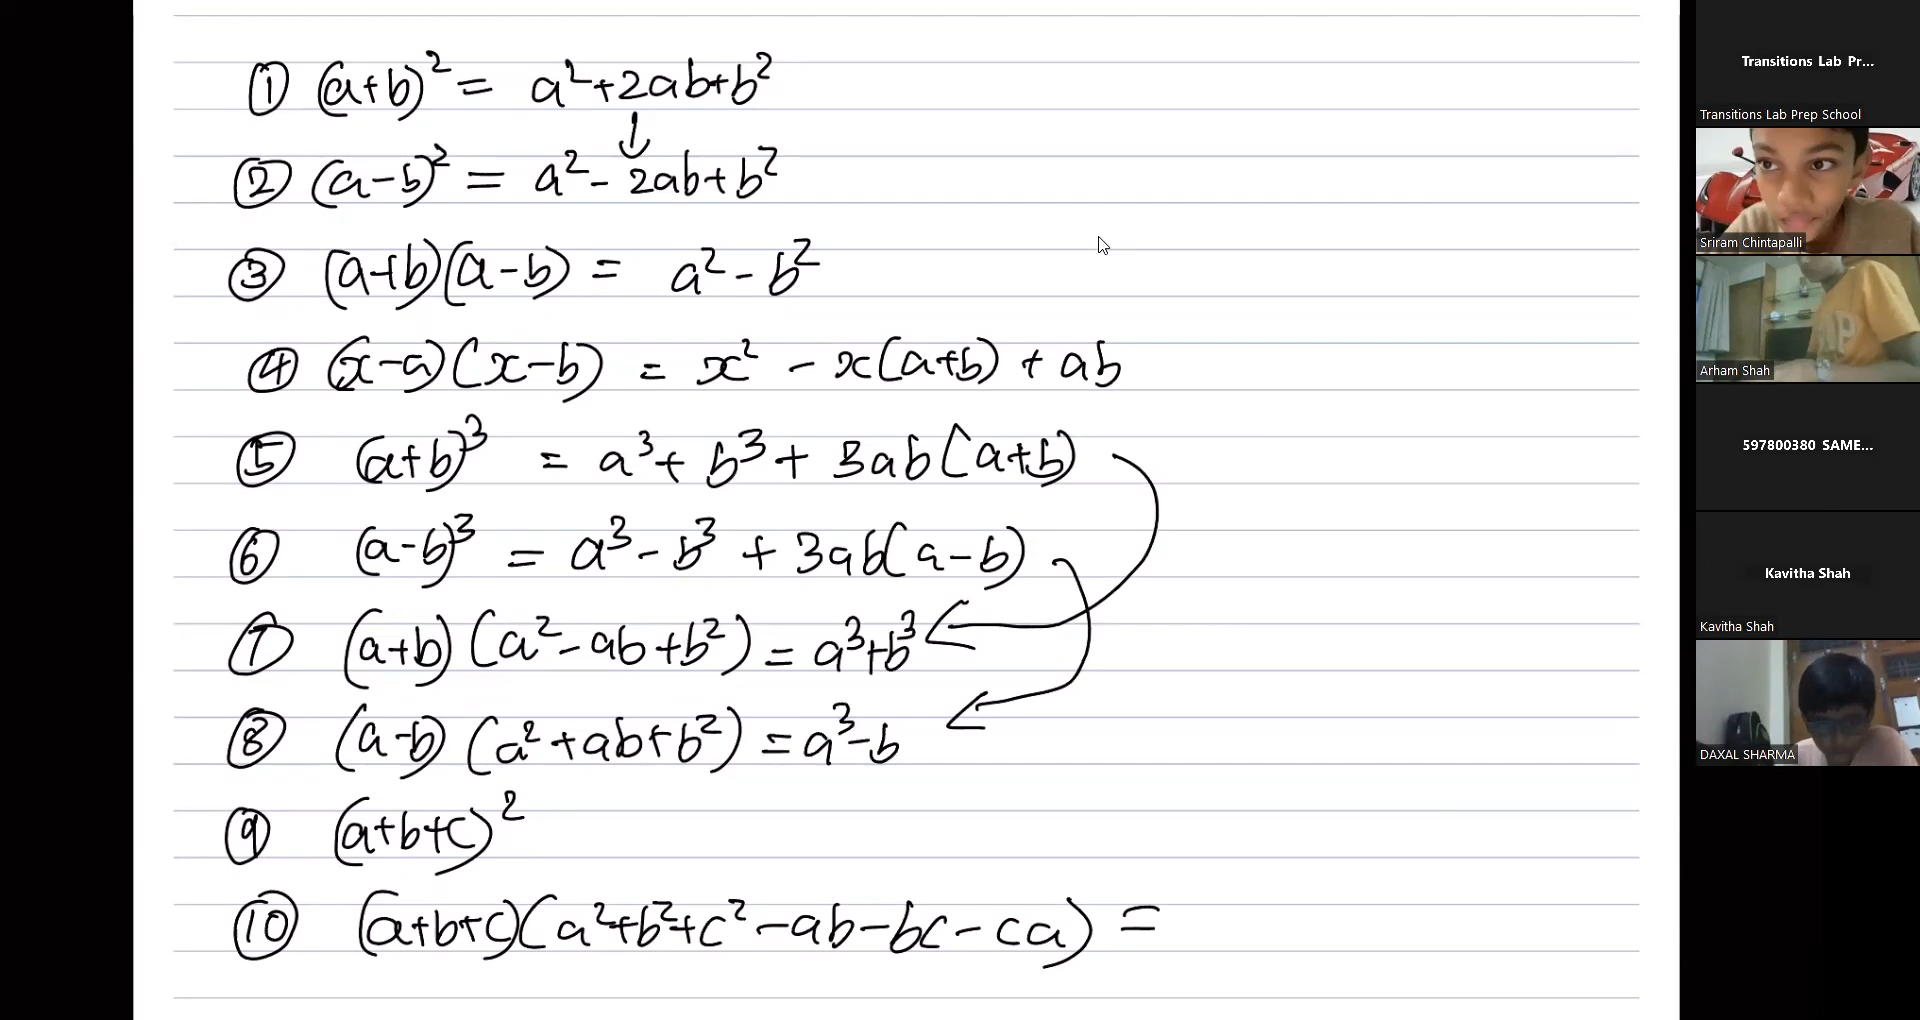 ① (a+b)² = a²+2ab+b²
② (a-b)² = a²-2ab+b²
③ (a+b)(a-b) = a²-b²
④ (x-a)(x-b) = x² - x(a+b) + ab
⑤ (a+b)³ = a³+b³+3ab(a+b)
⑥ (a-b)³ = a³-b³+3ab(a-b)
⑦ (a+b)(a²-ab+b²) = a³+b³
⑧ (a-b)(a²+ab+b²) = a³-b
⑨ (a+b+c)²
⑩ (a+b+c)(a²+b²+c²-ab-bc-ca) =
Transitions Lab Pr...
Transitions Lab Prep School
Sriram Chintapalli
Arham Shah
597800380 SAME...
Kavitha Shah
Kavitha Shah
DAXAL SHARMA